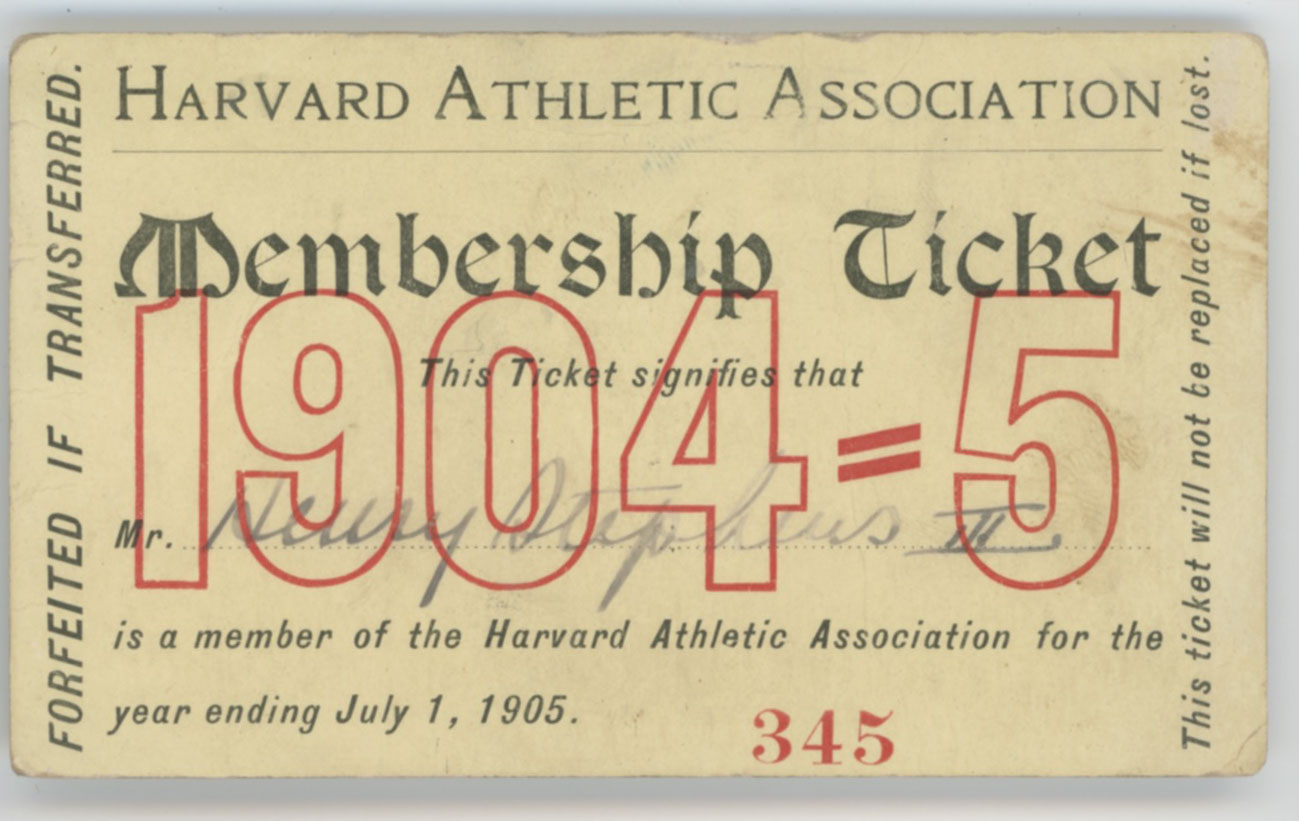 HARVARD ATHLETIC ASSOCIATION
Membership Ticket
1904=5
This Ticket signifies that
Mr. Henry Stephens II
is a member of the Harvard Athletic Association for the
year ending July 1, 1905.
345
FORFEITED IF TRANSFERRED.
This ticket will not be replaced if lost.